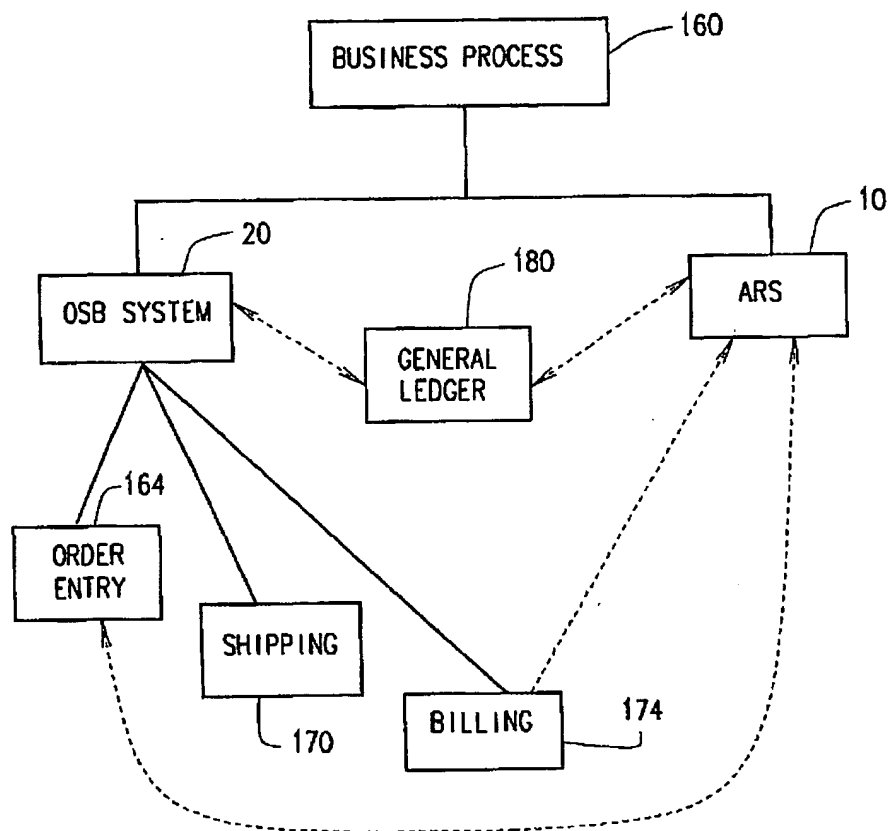 160
BUSINESS PROCESS
10
20
180
OSB SYSTEM
ARS
GENERAL
LEDGER
164
ORDER
ENTRY
SHIPPING
170
BILLING
174